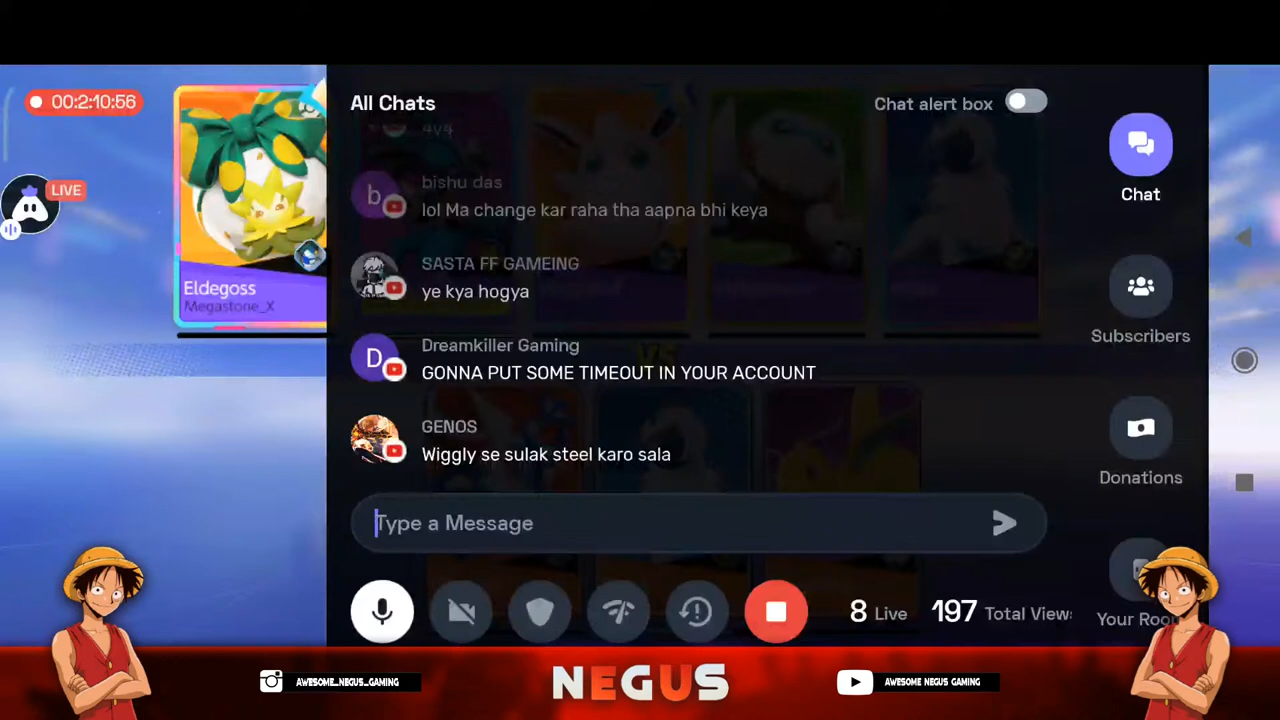 00:2:10:56
All Chats
Chat alert box
4v4
LIVE
bishu das
lol Ma change kar raha tha aapna bhi keya
Chat
SASTA FF GAMEING
ye kya hogya
Eldegoss
Megastone_X
Subscribers
VS
Dreamkiller Gaming
GONNA PUT SOME TIMEOUT IN YOUR ACCOUNT
GENOS
Wiggly se sulak steel karo sala
Donations
Type a Message
8 Live
197 Total Views
Your Roo
AWESOME_NEGUS_GAMING
NEGUS
AWESOME NEGUS GAMING